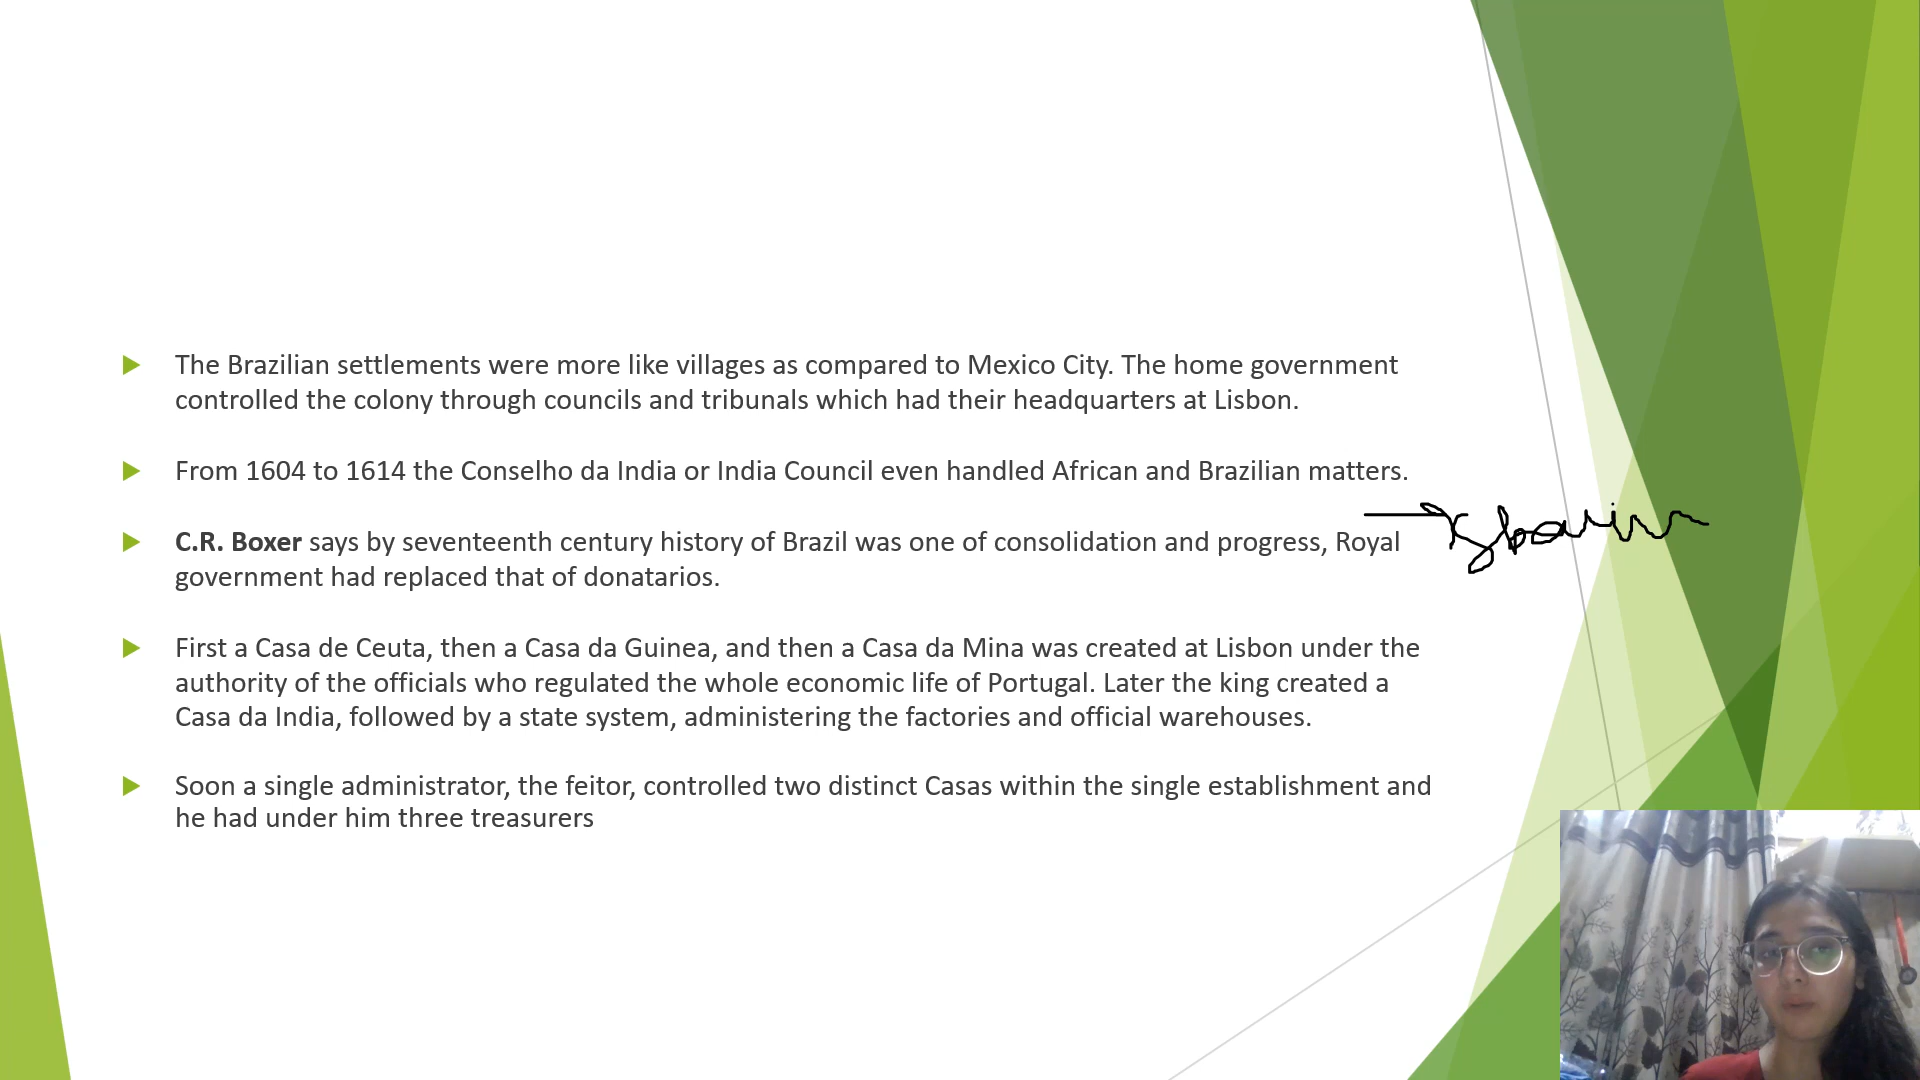 The Brazilian settlements were more like villages as compared to Mexico City. The home government
controlled the colony through councils and tribunals which had their headquarters at Lisbon.
From 1604 to 1614 the Conselho da India or India Council even handled African and Brazilian matters.
C.R. Boxer says by seventeenth century history of Brazil was one of consolidation and progress, Royal
government had replaced that of donatarios.
First a Casa de Ceuta, then a Casa da Guinea, and then a Casa da Mina was created at Lisbon under the
authority of the officials who regulated the whole economic life of Portugal. Later the king created a
Casa da India, followed by a state system, administering the factories and official warehouses.
Soon a single administrator, the feitor, controlled two distinct Casas within the single establishment and
he had under him three treasurers